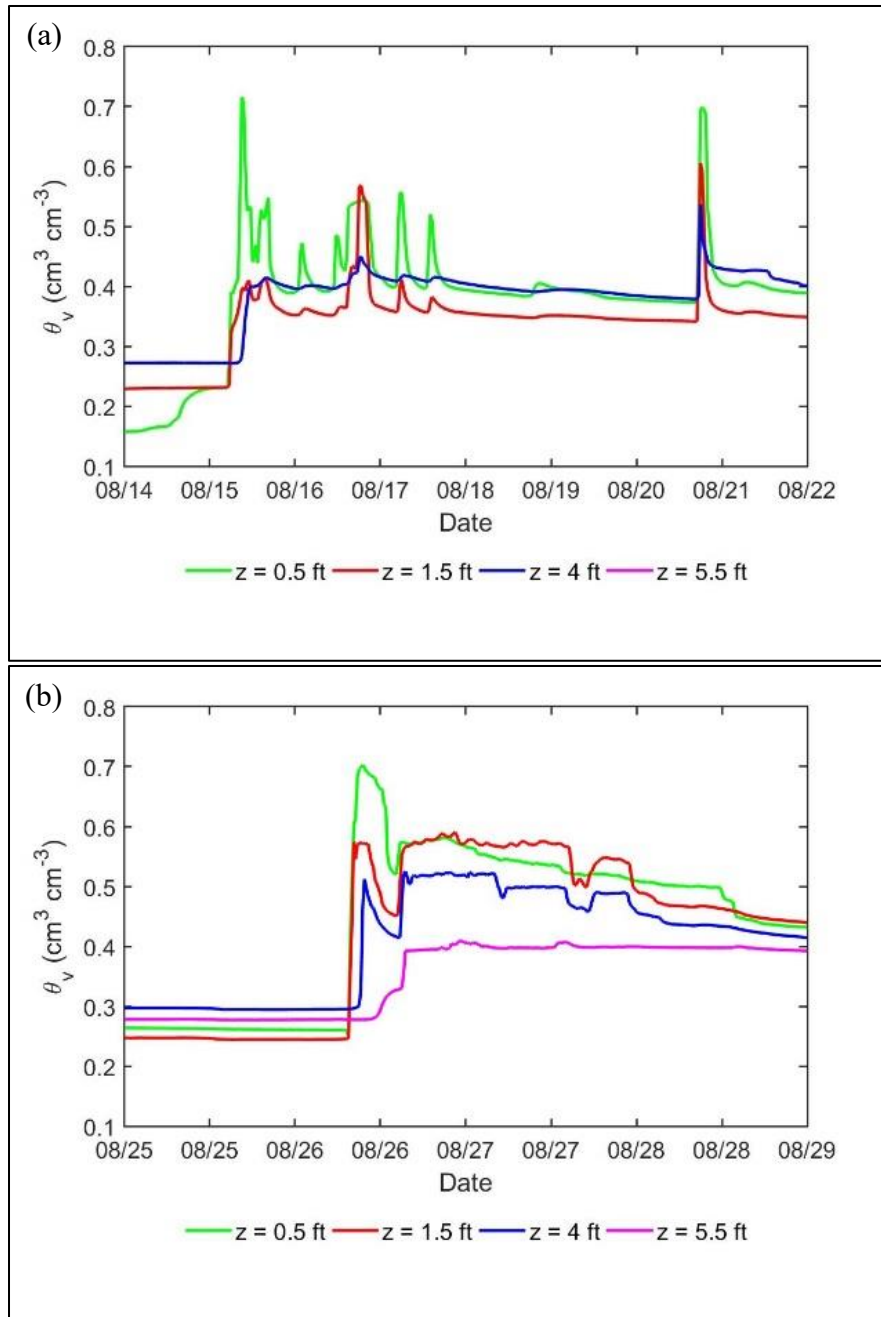 (a)
0.8
0.7
0.6
0.5
0.4
0.3
0.2
0.1
θv (cm3 cm-3)
08/14 08/15 08/16 08/17 08/18 08/19 08/20 08/21 08/22
Date
z = 0.5 ft z = 1.5 ft z = 4 ft z = 5.5 ft
(b)
0.8
0.7
0.6
0.5
0.4
0.3
0.2
0.1
θv (cm3 cm-3)
08/25 08/25 08/26 08/26 08/27 08/27 08/28 08/28 08/29
Date
z = 0.5 ft z = 1.5 ft z = 4 ft z = 5.5 ft